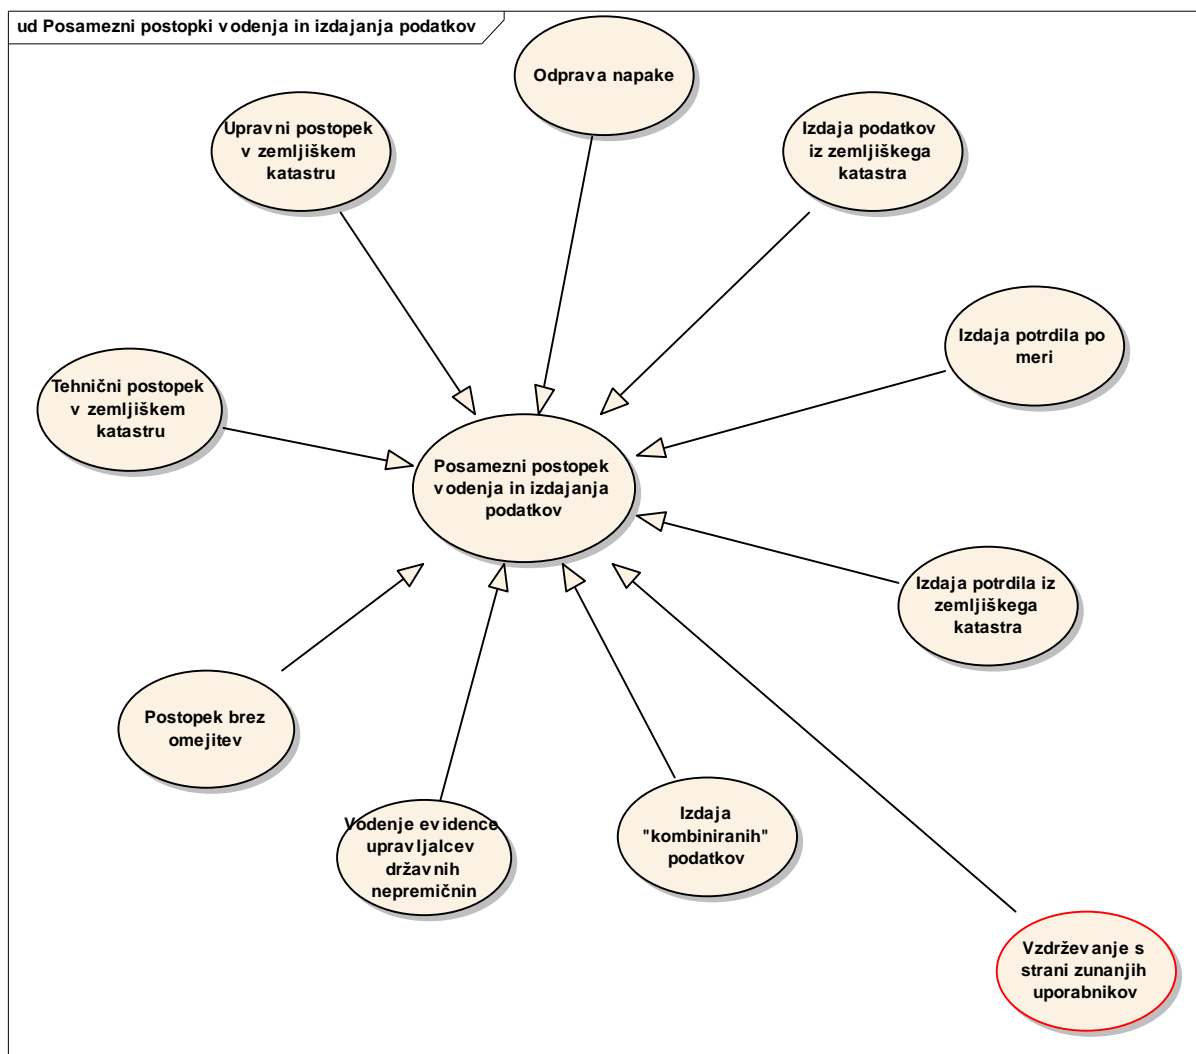 ud Posamezni postopki vodenja in izdajanja podatkov
Odprava napake
Upravni postopek
v zemljiškem
katastru
Izdaja podatkov
iz zemljiškega
katastra
Izdaja potrdila po
meri
Tehnični postopek
v zemljiškem
katastru
Posamezni postopek
vodenja in izdajanja
podatkov
Izdaja potrdila iz
zemljiškega
katastra
Postopek brez
omejitev
Vodenje evidence
upravljalcev
državnih
nepremičnin
Izdaja
"kombiniranih"
podatkov
Vzdrževanje s
strani zunanjih
uporabnikov